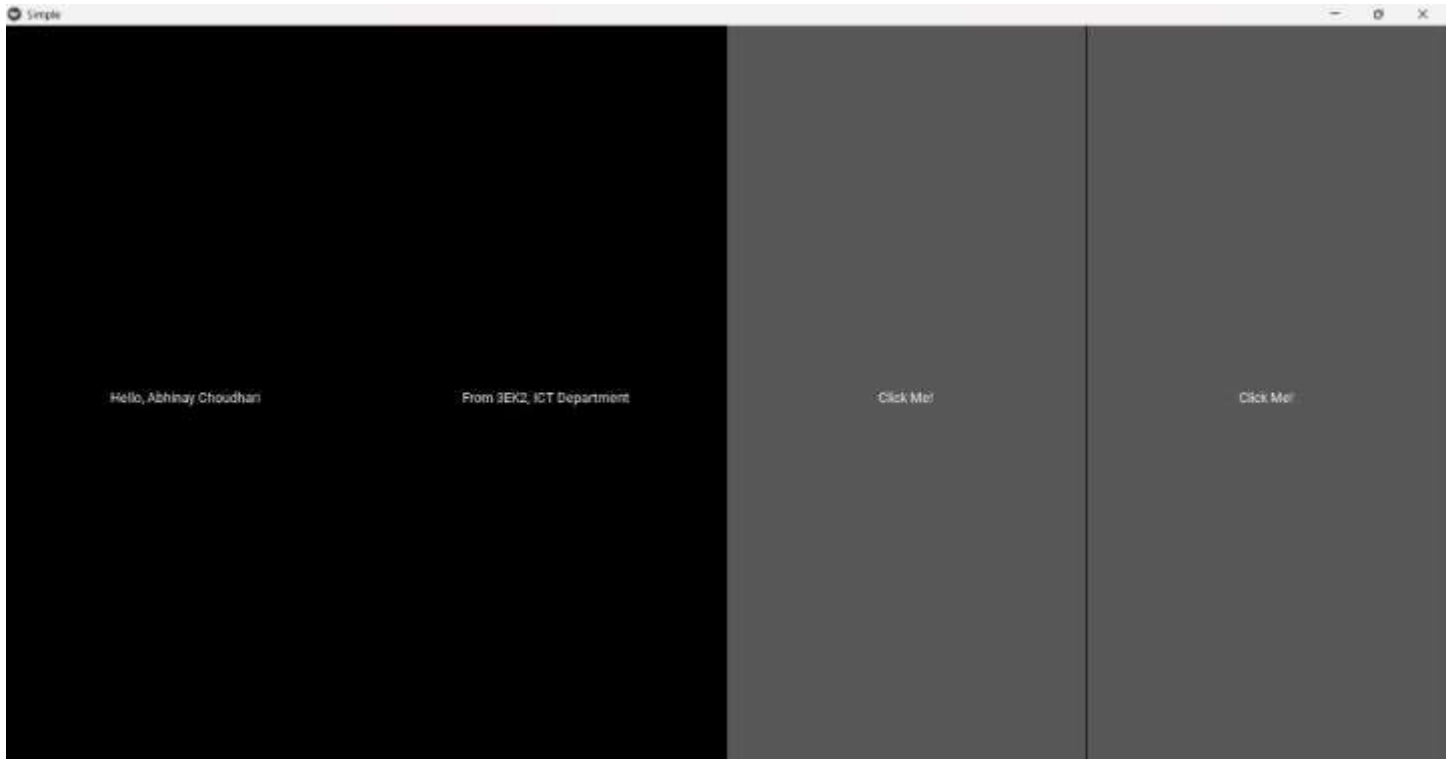 Simple
Hello, Abhinay Choudhari
From 3EK2, ICT Department
Click Me!
Click Me!